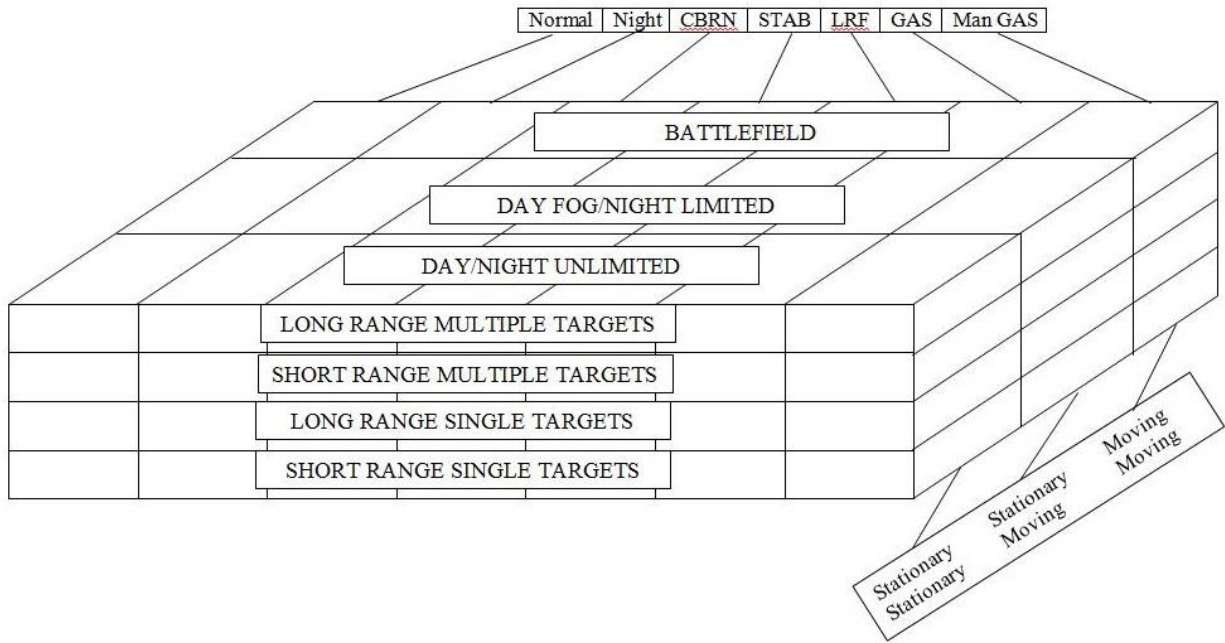 Normal Night CBRN STAB LRF GAS Man GAS
BATTLEFIELD
DAY FOG/NIGHT LIMITED
DAY/NIGHT UNLIMITED
LONG RANGE MULTIPLE TARGETS
SHORT RANGE MULTIPLE TARGETS
LONG RANGE SINGLE TARGETS
SHORT RANGE SINGLE TARGETS
Stationary Stationary Moving
Stationary Moving Moving